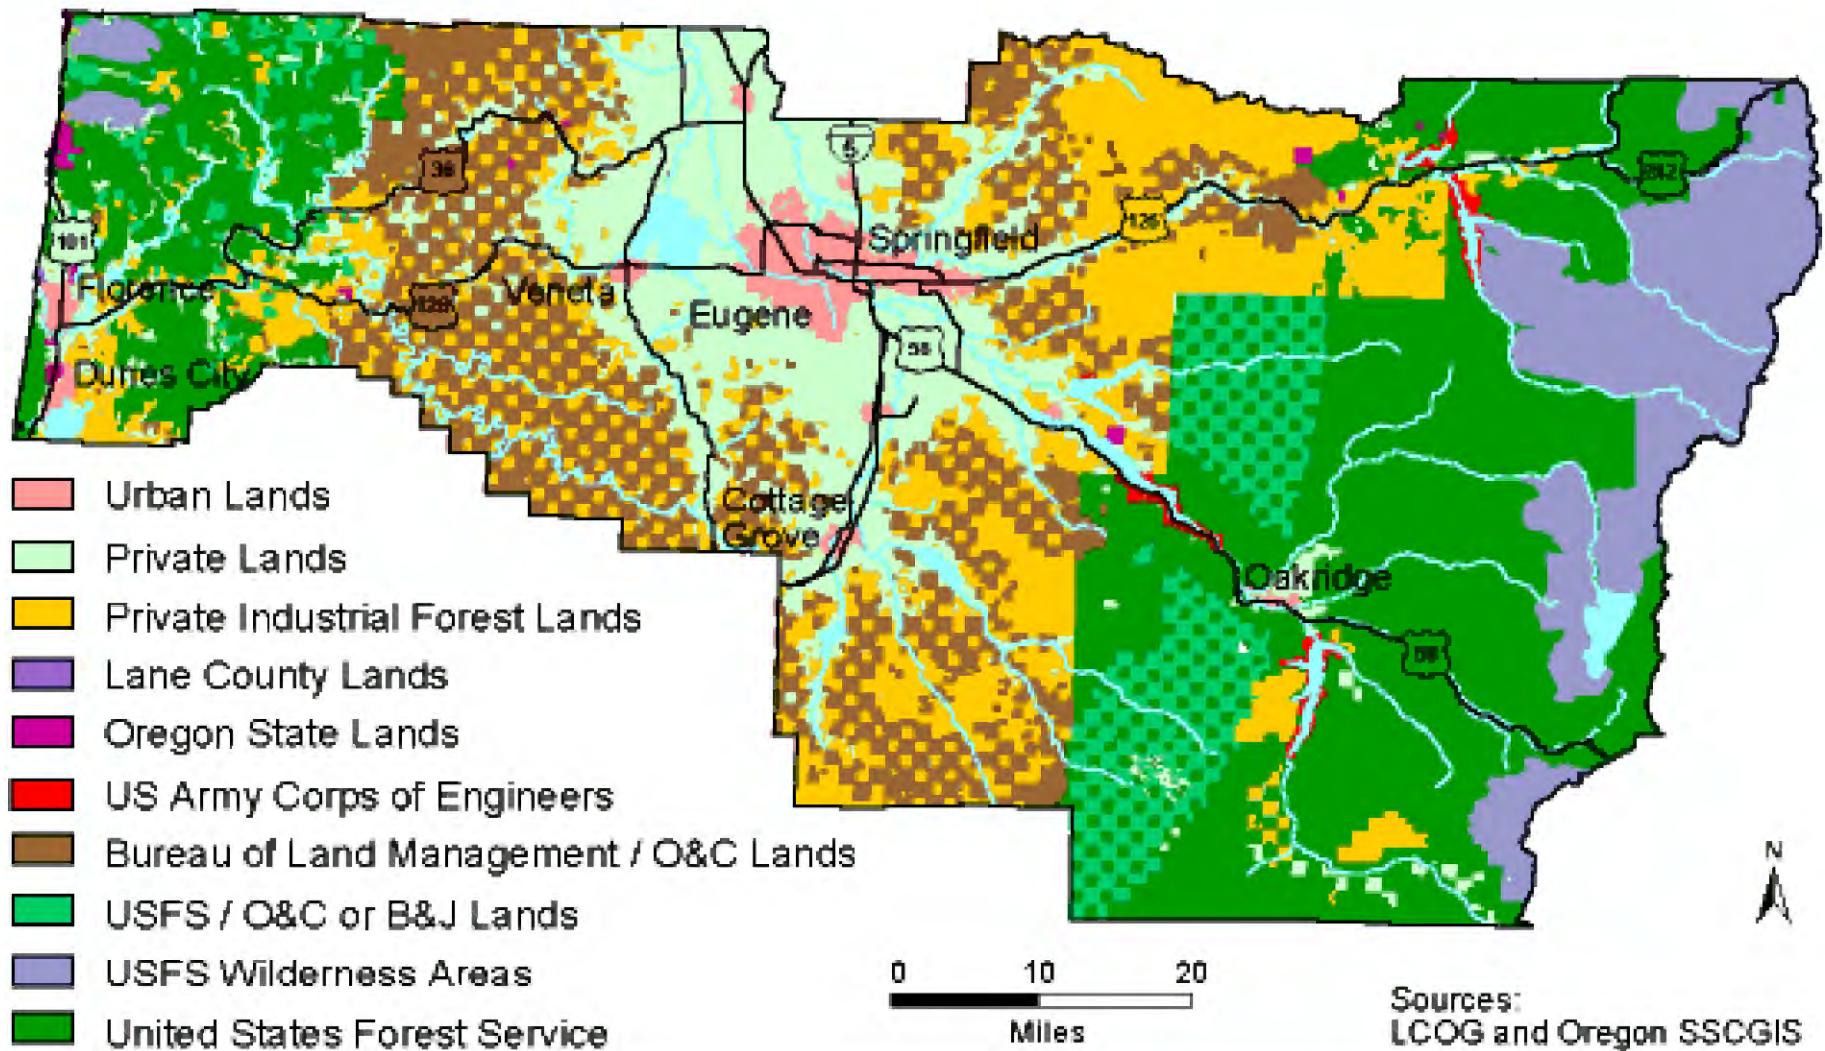 36
5
242
126
101
Springfield
Florence
126
Veneta
Eugene
58
Dunes City
Urban Lands
Cottage
Grove
Private Lands
Oakridge
Private Industrial Forest Lands
58
Lane County Lands
Oregon State Lands
US Army Corps of Engineers
Bureau of Land Management / O&C Lands
N
USFS / O&C or B&J Lands
USFS Wilderness Areas
0 10 20
Miles
Sources:
United States Forest Service
LCOG and Oregon SSCGIS